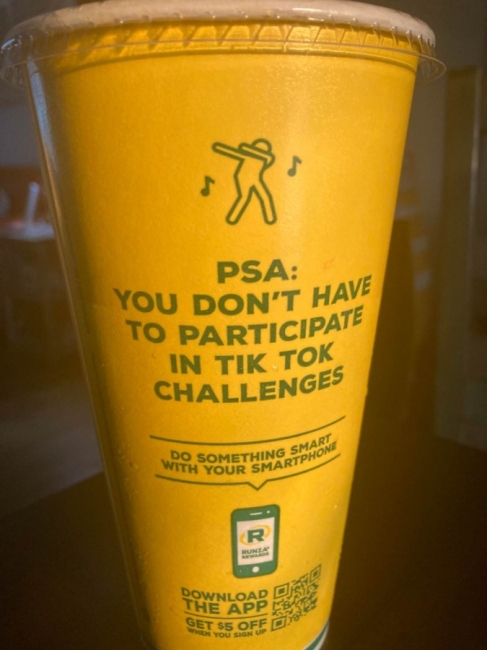 PSA:
YOU DON'T HAVE
TO PARTICIPATE
IN TIK TOK
CHALLENGES
DO SOMETHING SMART
WITH YOUR SMARTPHONE
R
RUNZA®
REWARDS
DOWNLOAD
THE APP
GET $5 OFF
WHEN YOU SIGN UP